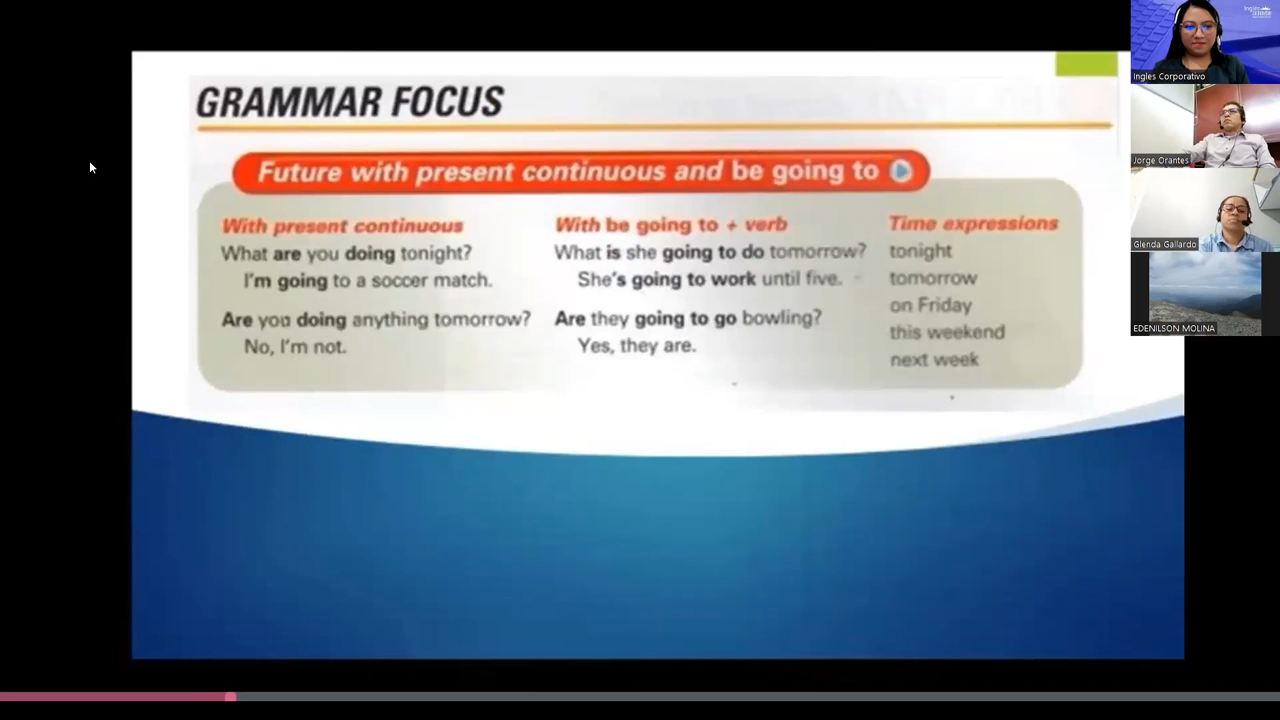 GRAMMAR FOCUS
Future with present continuous and be going to
With present continuous
What are you doing tonight?
I'm going to a soccer match.
Are you doing anything tomorrow?
No, I'm not.
With be going to + verb
What is she going to do tomorrow?
She's going to work until five.
Are they going to go bowling?
Yes, they are.
Time expressions
tonight
tomorrow
on Friday
this weekend
next week
Ingles Corporativo
Jorge Orantes
Glenda Gallardo
EDENILSON MOLINA